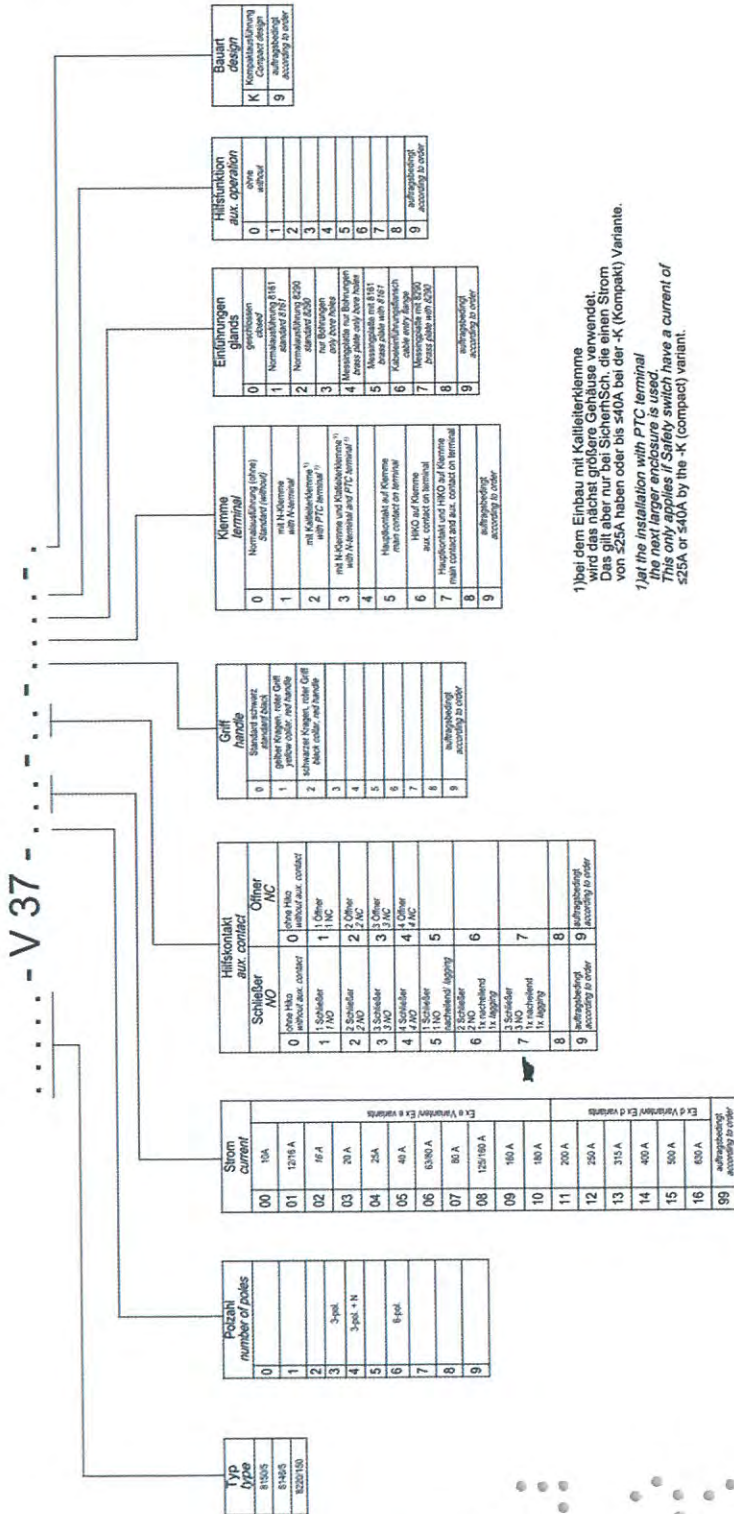 . . . . . . - V 37 - . . . . . - . . - . . . . . - .
Typ
type
8150/5
8146/5
8220/150
Polzahl
number of poles
0
1
2
3 3-pol.
4 3-pol. + N
5
6 6-pol.
7
8
9
Strom
current
00 10A
01 12/16 A
02 16 A
03 20 A
04 25A
05 40 A
06 63/80 A
07 80 A
08 125/160 A
09 160 A
10 180 A
Ex e Varianten/ Ex e variants
11 200 A
12 250 A
13 315 A
14 400 A
15 500 A
16 630 A
Ex d Varianten/ Ex d variants
99 auftragsbedingt
according to order
Hilfskontakt
aux. contact
Schließer
NO
0 ohne Hiko
without aux. contact
1 1 Schließer
1 NO
2 2 Schließer
2 NO
3 3 Schließer
3 NO
4 4 Schließer
4 NO
5 1 Schließer
1 NO
nacheilend/ lagging
6 2 Schließer
2 NO
1x nacheilend
1x lagging
7 3 Schließer
3 NO
1x nacheilend
1x lagging
8
9 auftragsbedingt
according to order
Öffner
NC
0 ohne Hiko
without aux. contact
1 1 Öffner
1 NC
2 2 Öffner
2 NC
3 3 Öffner
3 NC
4 4 Öffner
4 NC
5
6
7
8
9 auftragsbedingt
according to order
Griff
handle
0 Standard schwarz
standard black
1 gelber Kragen, roter Griff
yellow collar, red handle
2 schwarzer Kragen, roter Griff
black collar, red handle
3
4
5
6
7
8
9 auftragsbedingt
according to order
Klemme
terminal
0 Normalausführung (ohne)
Standard (without)
1 mit N-Klemme
with N-terminal
2 mit Kaltleiterklemme 1)
with PTC terminal 1)
3 mit N-Klemme und Kaltleiterklemme 1)
with N-terminal and PTC terminal 1)
4
5 Hauptkontakt auf Klemme
main contact on terminal
6 HIKO auf Klemme
aux. contact on terminal
7 Hauptkontakt und HIKO auf Klemme
main contact and aux. contact on terminal
8
9 auftragsbedingt
according to order
Einführungen
glands
0 geschlossen
closed
1 Normalausführung 8161
standard 8161
2 Normalausführung 8290
standard 8290
3 nur Bohrungen
only bore holes
4 Messingplatte nur Bohrungen
brass plate only bore holes
5 Messingplatte mit 8161
brass plate with 8161
6 Kabeleinführungsflansch
cable entry flange
7 Messingplatte mit 8290
brass plate with 8290
8
9 auftragsbedingt
according to order
Hilfsfunktion
aux. operation
0 ohne
without
1
2
3
4
5
6
7
8
9 auftragsbedingt
according to order
Bauart
design
K Kompaktausführung
Compact design
9 auftragsbedingt
according to order
1)bei dem Einbau mit Kaltleiterklemme
wird das nächst größere Gehäuse verwendet.
Das gilt aber nur bei SicherhSch. die einen Strom
von ≤25A haben oder bis ≤40A bei der -K (Kompakt) Variante.
1)at the installation with PTC terminal
the next larger enclosure is used.
This only applies if Safety switch have a current of
≤25A or ≤40A by the -K (compact) variant.